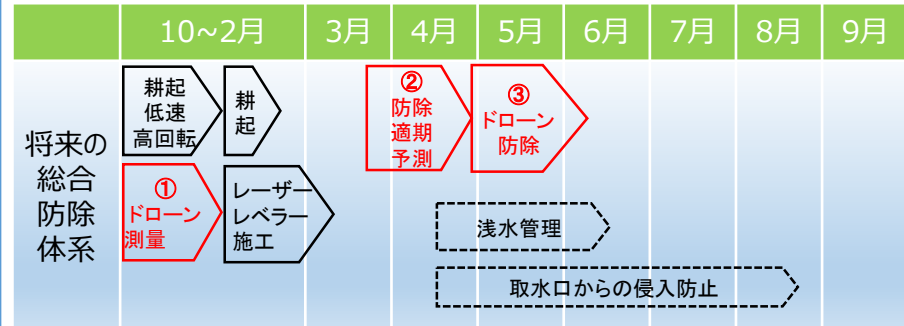 10~2月
3月
4月
5月
6月
7月
8月
9月
将来の
総合
防除
体系
耕起
低速
高回転
耕
起
①
ドローン
測量
レーザー
レベラー
施工
②
防除
適期
予測
③
ドローン
防除
浅水管理
取水口からの侵入防止